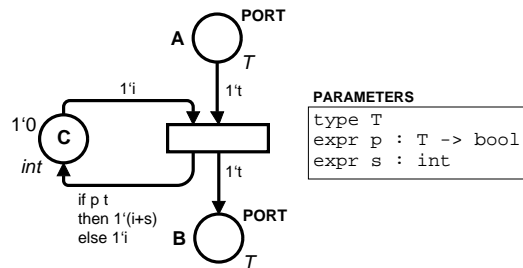 PORT
A
T
1‘i
1‘t
1‘0
C
int
1‘t
if p t
then 1‘(i+s)
else 1‘i
PORT
B
T
PARAMETERS
type T
expr p : T -> bool
expr s : int